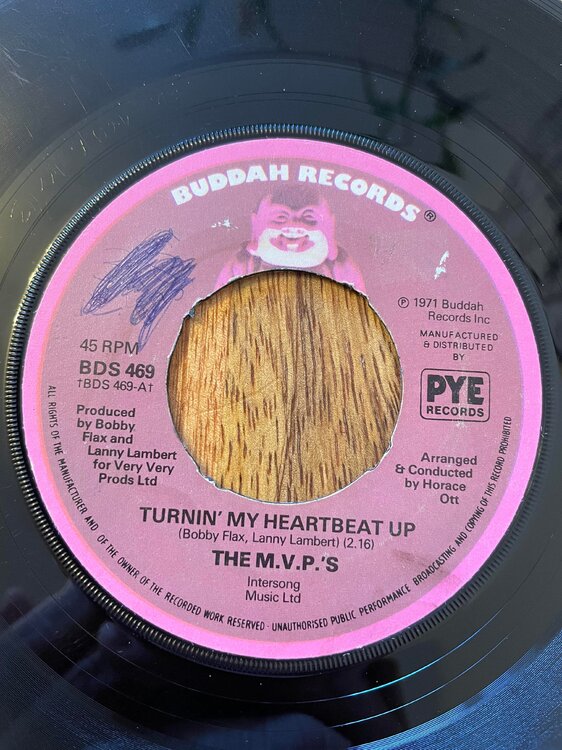 BUDDAH RECORDS®
℗ 1971 Buddah
Records Inc
MANUFACTURED
& DISTRIBUTED
BY
PYE
RECORDS
45 RPM
BDS 469
†BDS 469-A†
Produced
by Bobby
Flax and
Lanny Lambert
for Very Very
Prods Ltd
Arranged
& Conducted
by Horace
Ott
TURNIN' MY HEARTBEAT UP
(Bobby Flax, Lanny Lambert) (2.16)
THE M.V.P.'S
Intersong
Music Ltd
ALL RIGHTS OF THE MANUFACTURER AND OF THE OWNER OF THE RECORDED WORK RESERVED · UNAUTHORISED PUBLIC PERFORMANCE BROADCASTING AND COPYING OF THIS RECORD PROHIBITED